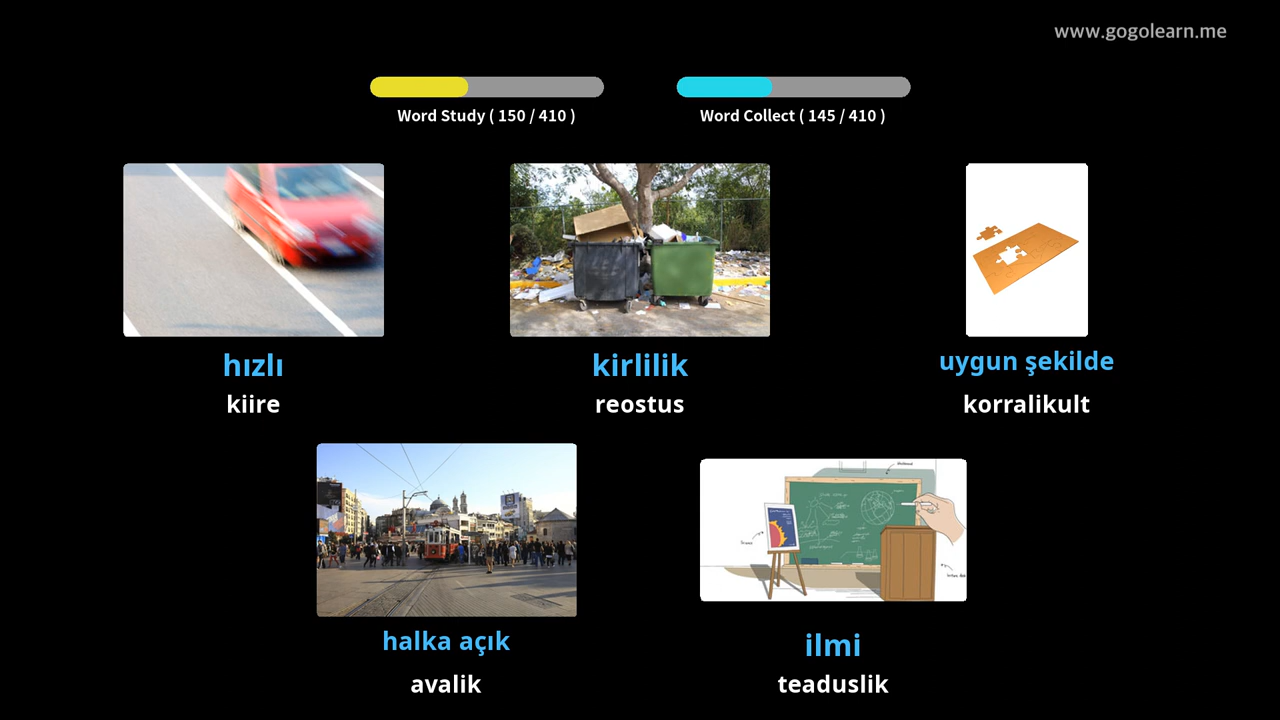 www.gogolearn.me
Word Study ( 150 / 410 )
Word Collect ( 145 / 410 )
hızlı
kiire
kirlilik
reostus
uygun şekilde
korralikult
halka açık
avalik
ilmi
teaduslik